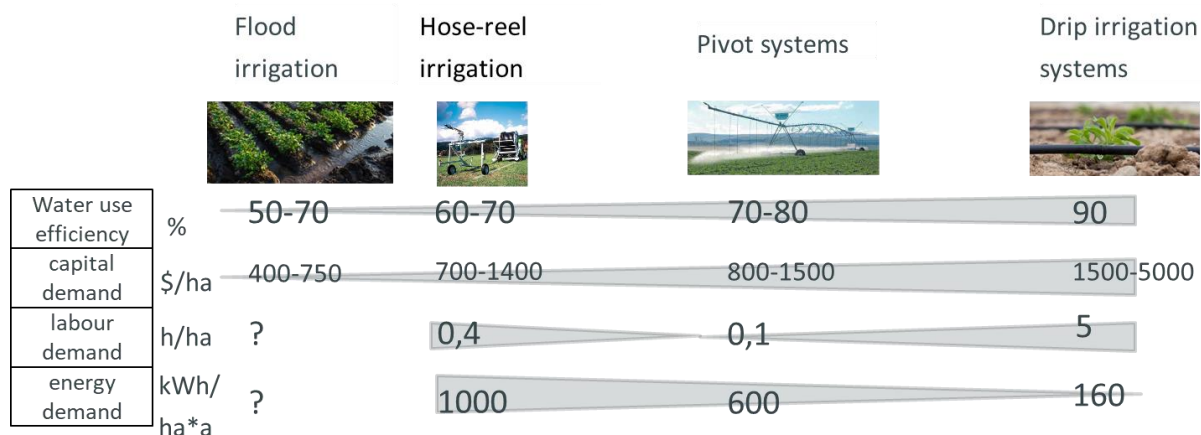 Flood
irrigation
Hose-reel
irrigation
Pivot systems
Drip irrigation
systems
Water use
efficiency
%
50-70
60-70
70-80
90
capital
demand
$/ha
400-750
700-1400
800-1500
1500-5000
labour
demand
h/ha
?
0,4
0,1
5
energy
demand
kWh/
ha*a
?
1000
600
160